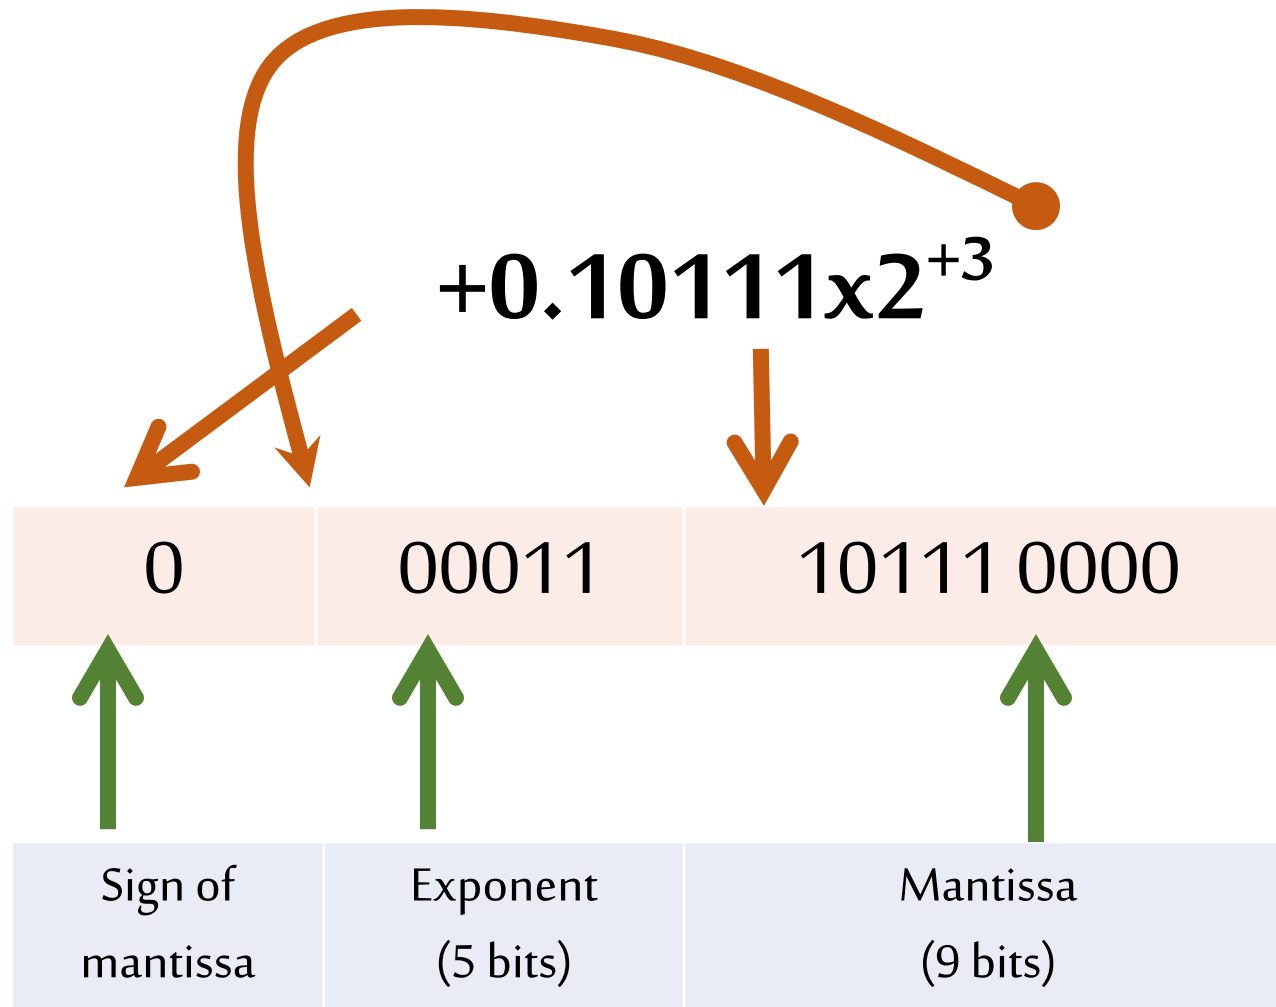 +0.10111x2⁺³
0 00011 10111 0000
Sign of mantissa
Exponent (5 bits)
Mantissa (9 bits)